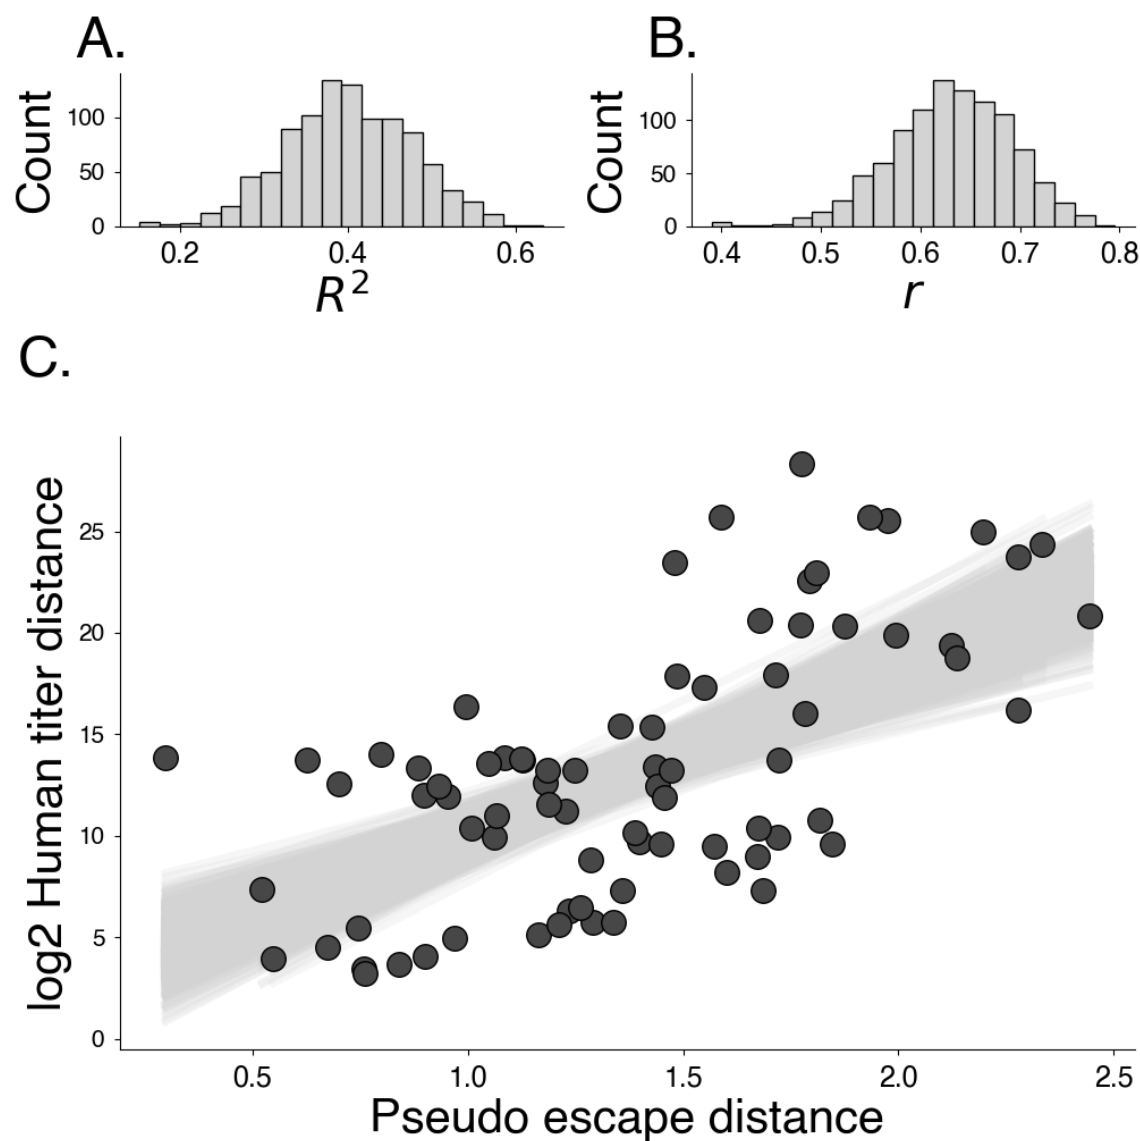 A.
Count
100
50
0
0.2 0.4 0.6
R²
B.
Count
100
50
0
0.4 0.5 0.6 0.7 0.8
r
C.
log2 Human titer distance
25
20
15
10
5
0
0.5 1.0 1.5 2.0 2.5
Pseudo escape distance